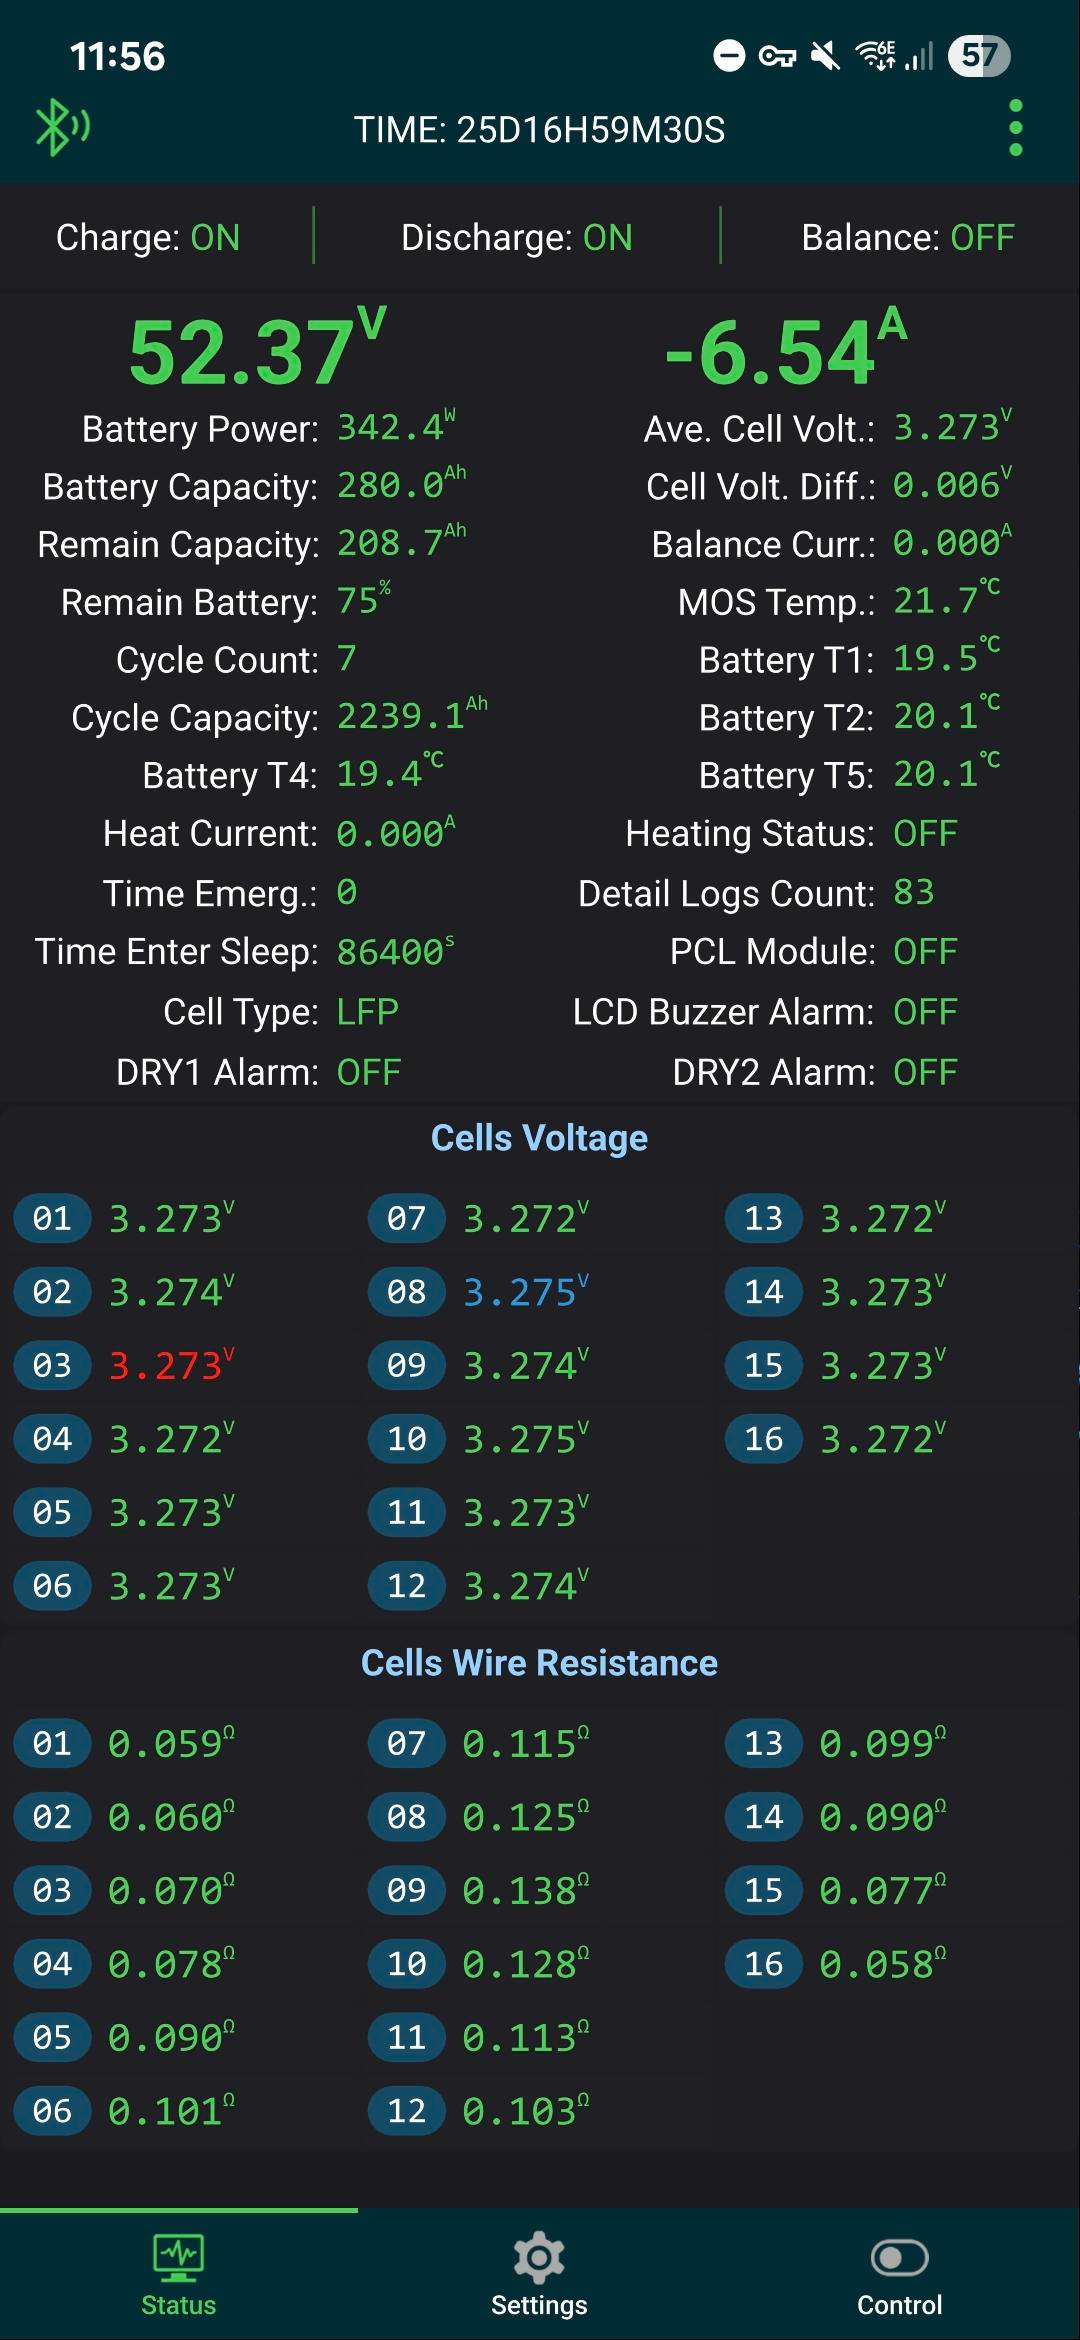 11:56 6E 57
TIME: 25D16H59M30S
Charge: ON Discharge: ON Balance: OFF
52.37V -6.54A
Battery Power: 342.4W Ave. Cell Volt.: 3.273V
Battery Capacity: 280.0Ah Cell Volt. Diff.: 0.006V
Remain Capacity: 208.7Ah Balance Curr.: 0.000A
Remain Battery: 75% MOS Temp.: 21.7℃
Cycle Count: 7 Battery T1: 19.5℃
Cycle Capacity: 2239.1Ah Battery T2: 20.1℃
Battery T4: 19.4℃ Battery T5: 20.1℃
Heat Current: 0.000A Heating Status: OFF
Time Emerg.: 0 Detail Logs Count: 83
Time Enter Sleep: 86400s PCL Module: OFF
Cell Type: LFP LCD Buzzer Alarm: OFF
DRY1 Alarm: OFF DRY2 Alarm: OFF
Cells Voltage
01 3.273V 07 3.272V 13 3.272V
02 3.274V 08 3.275V 14 3.273V
03 3.273V 09 3.274V 15 3.273V
04 3.272V 10 3.275V 16 3.272V
05 3.273V 11 3.273V
06 3.273V 12 3.274V
Cells Wire Resistance
01 0.059Ω 07 0.115Ω 13 0.099Ω
02 0.060Ω 08 0.125Ω 14 0.090Ω
03 0.070Ω 09 0.138Ω 15 0.077Ω
04 0.078Ω 10 0.128Ω 16 0.058Ω
05 0.090Ω 11 0.113Ω
06 0.101Ω 12 0.103Ω
Status Settings Control